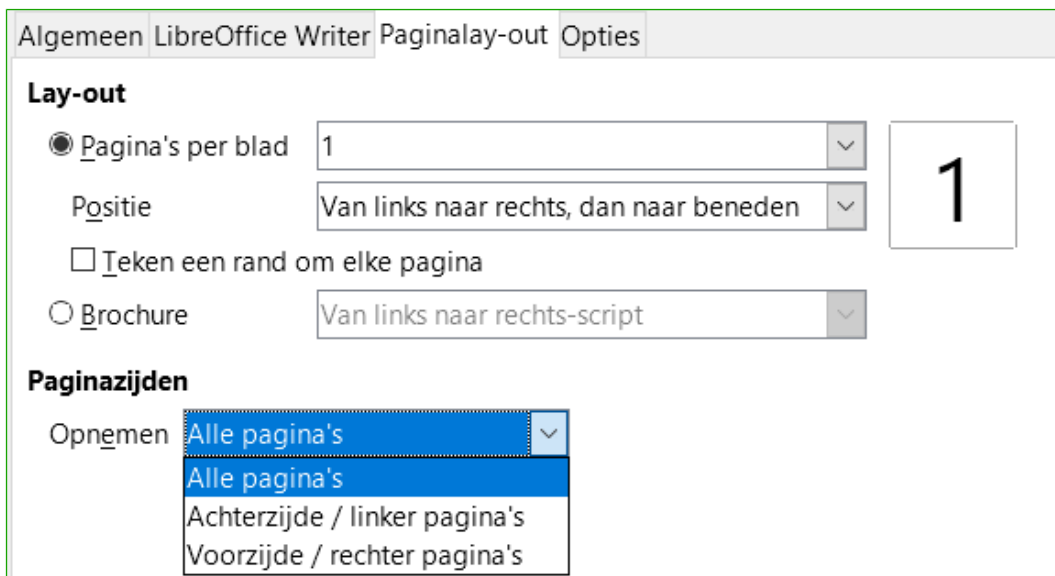 Algemeen LibreOffice Writer Paginalay-out Opties
Lay-out
Pagina's per blad 1
1
Positie Van links naar rechts, dan naar beneden
Teken een rand om elke pagina
Brochure Van links naar rechts-script
Paginazijden
Opnemen Alle pagina's
Alle pagina's
Achterzijde / linker pagina's
Voorzijde / rechter pagina's